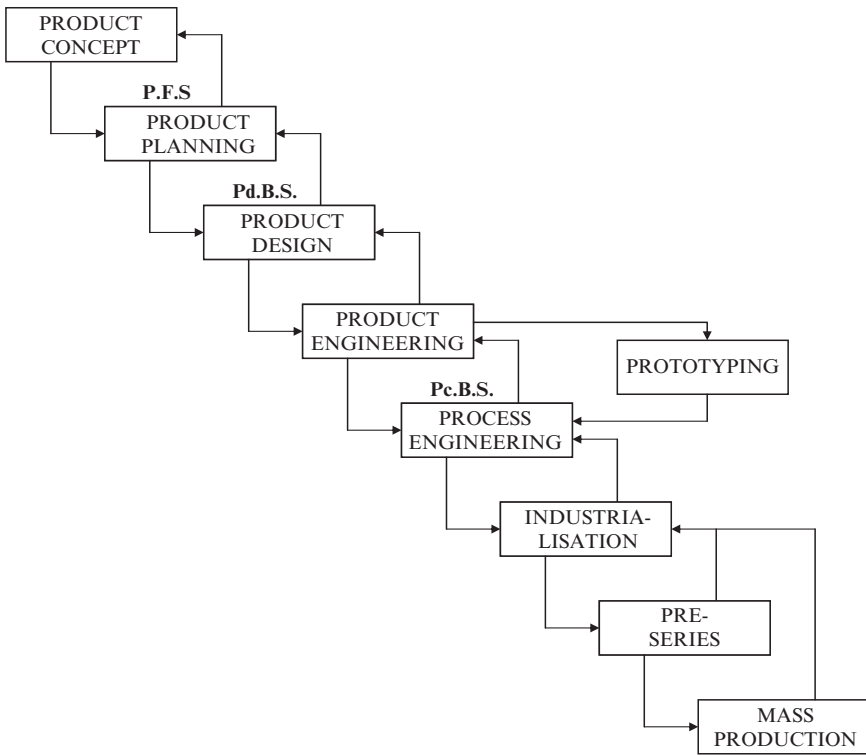 PRODUCT
CONCEPT
P.F.S
PRODUCT
PLANNING
Pd.B.S.
PRODUCT
DESIGN
PRODUCT
ENGINEERING
PROTOTYPING
Pc.B.S.
PROCESS
ENGINEERING
INDUSTRIA-
LISATION
PRE-
SERIES
MASS
PRODUCTION